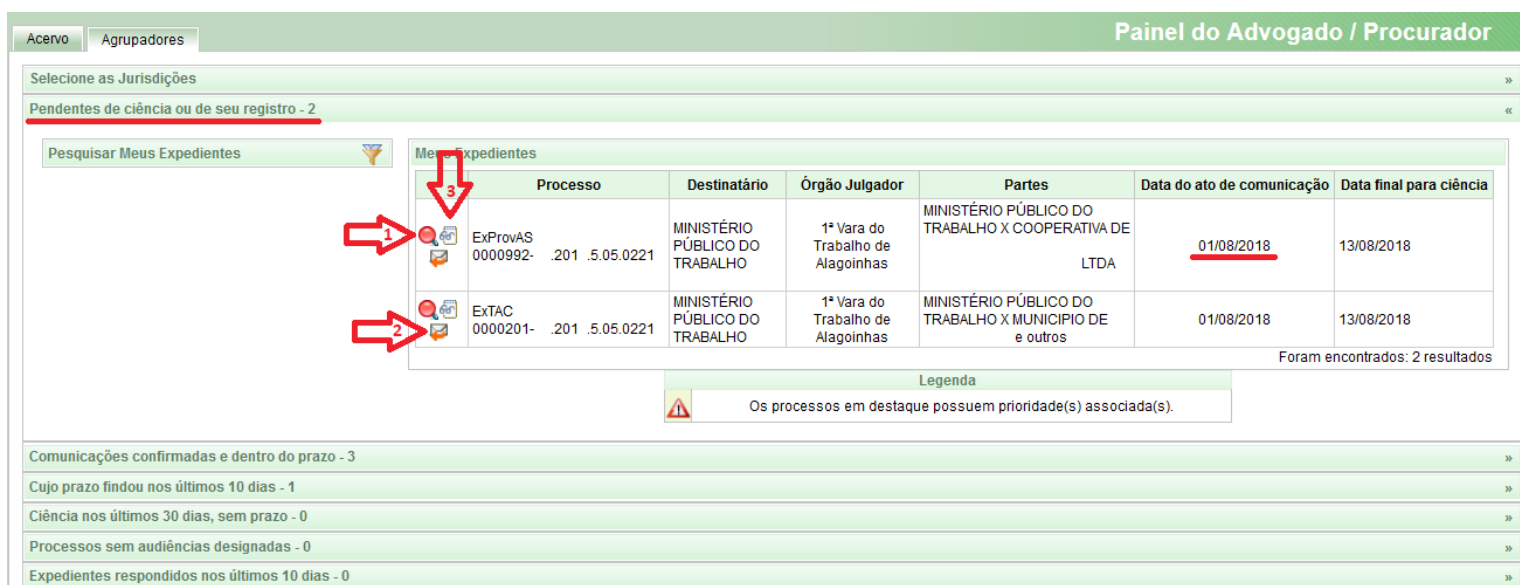 Acervo Agrupadores Painel do Advogado / Procurador
Selecione as Jurisdições »
Pendentes de ciência ou de seu registro - 2 «
Pesquisar Meus Expedientes
Meus Expedientes
Processo Destinatário Órgão Julgador Partes Data do ato de comunicação Data final para ciência
3
1
ExProvAS
0000992- .201 .5.05.0221
MINISTÉRIO
PÚBLICO DO
TRABALHO
1ª Vara do
Trabalho de
Alagoinhas
MINISTÉRIO PÚBLICO DO
TRABALHO X COOPERATIVA DE
LTDA
01/08/2018
13/08/2018
2
ExTAC
0000201- .201 .5.05.0221
MINISTÉRIO
PÚBLICO DO
TRABALHO
1ª Vara do
Trabalho de
Alagoinhas
MINISTÉRIO PÚBLICO DO
TRABALHO X MUNICIPIO DE
e outros
01/08/2018
13/08/2018
Foram encontrados: 2 resultados
Legenda
Os processos em destaque possuem prioridade(s) associada(s).
Comunicações confirmadas e dentro do prazo - 3 »
Cujo prazo findou nos últimos 10 dias - 1 »
Ciência nos últimos 30 dias, sem prazo - 0 »
Processos sem audiências designadas - 0 »
Expedientes respondidos nos últimos 10 dias - 0 »